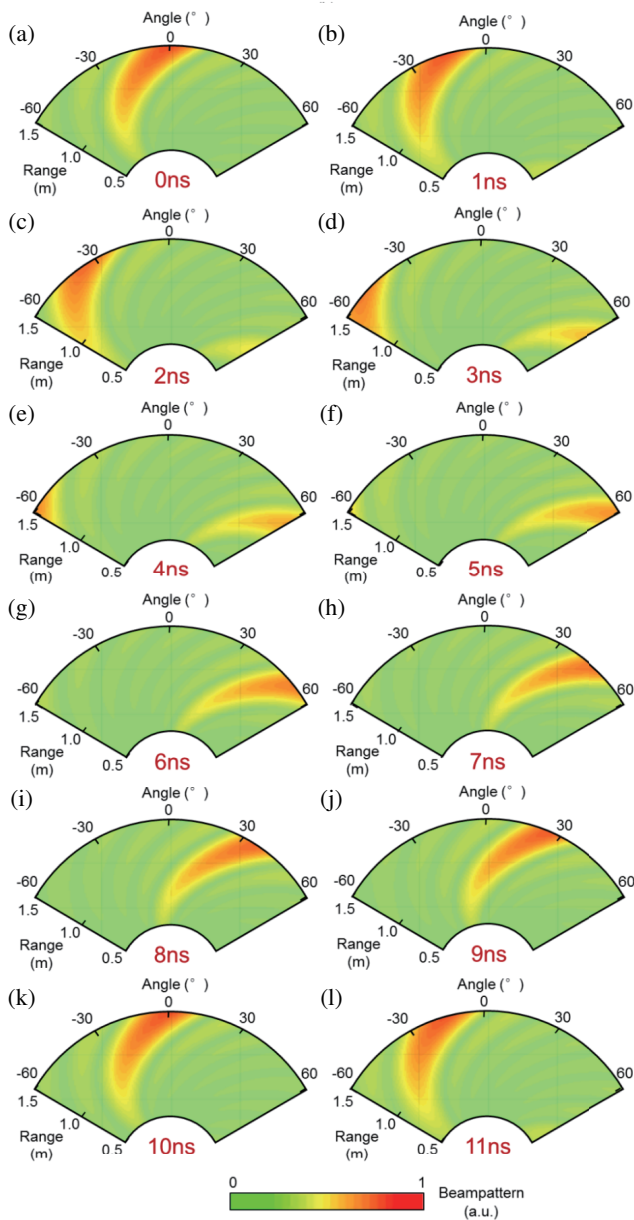 (a) Angle (°) (b) Angle (°)
0 0
-30 30 -30 30
-60 60 -60 60
1.5 1.5
Range (m) 1.0 Range (m) 1.0
0.5 0ns 0.5 1ns
(c) Angle (°) (d) Angle (°)
0 0
-30 30 -30 30
-60 60 -60 60
1.5 1.5
Range (m) 1.0 Range (m) 1.0
0.5 2ns 0.5 3ns
(e) Angle (°) (f) Angle (°)
0 0
-30 30 -30 30
-60 60 -60 60
1.5 1.5
Range (m) 1.0 Range (m) 1.0
0.5 4ns 0.5 5ns
(g) Angle (°) (h) Angle (°)
0 0
-30 30 -30 30
-60 60 -60 60
1.5 1.5
Range (m) 1.0 Range (m) 1.0
0.5 6ns 0.5 7ns
(i) Angle (°) (j) Angle (°)
0 0
-30 30 -30 30
-60 60 -60 60
1.5 1.5
Range (m) 1.0 Range (m) 1.0
0.5 8ns 0.5 9ns
(k) Angle (°) (l) Angle (°)
0 0
-30 30 -30 30
-60 60 -60 60
1.5 1.5
Range (m) 1.0 Range (m) 1.0
0.5 10ns 0.5 11ns
0 1
Beampattern
(a.u.)